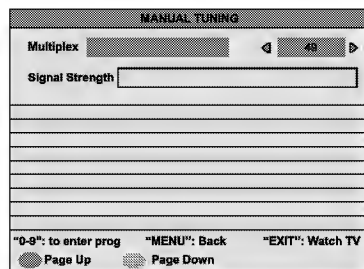 MANUAL TUNING
Multiplex 49
Signal Strength
"0-9": to enter prog "MENU": Back "EXIT": Watch TV
Page Up Page Down